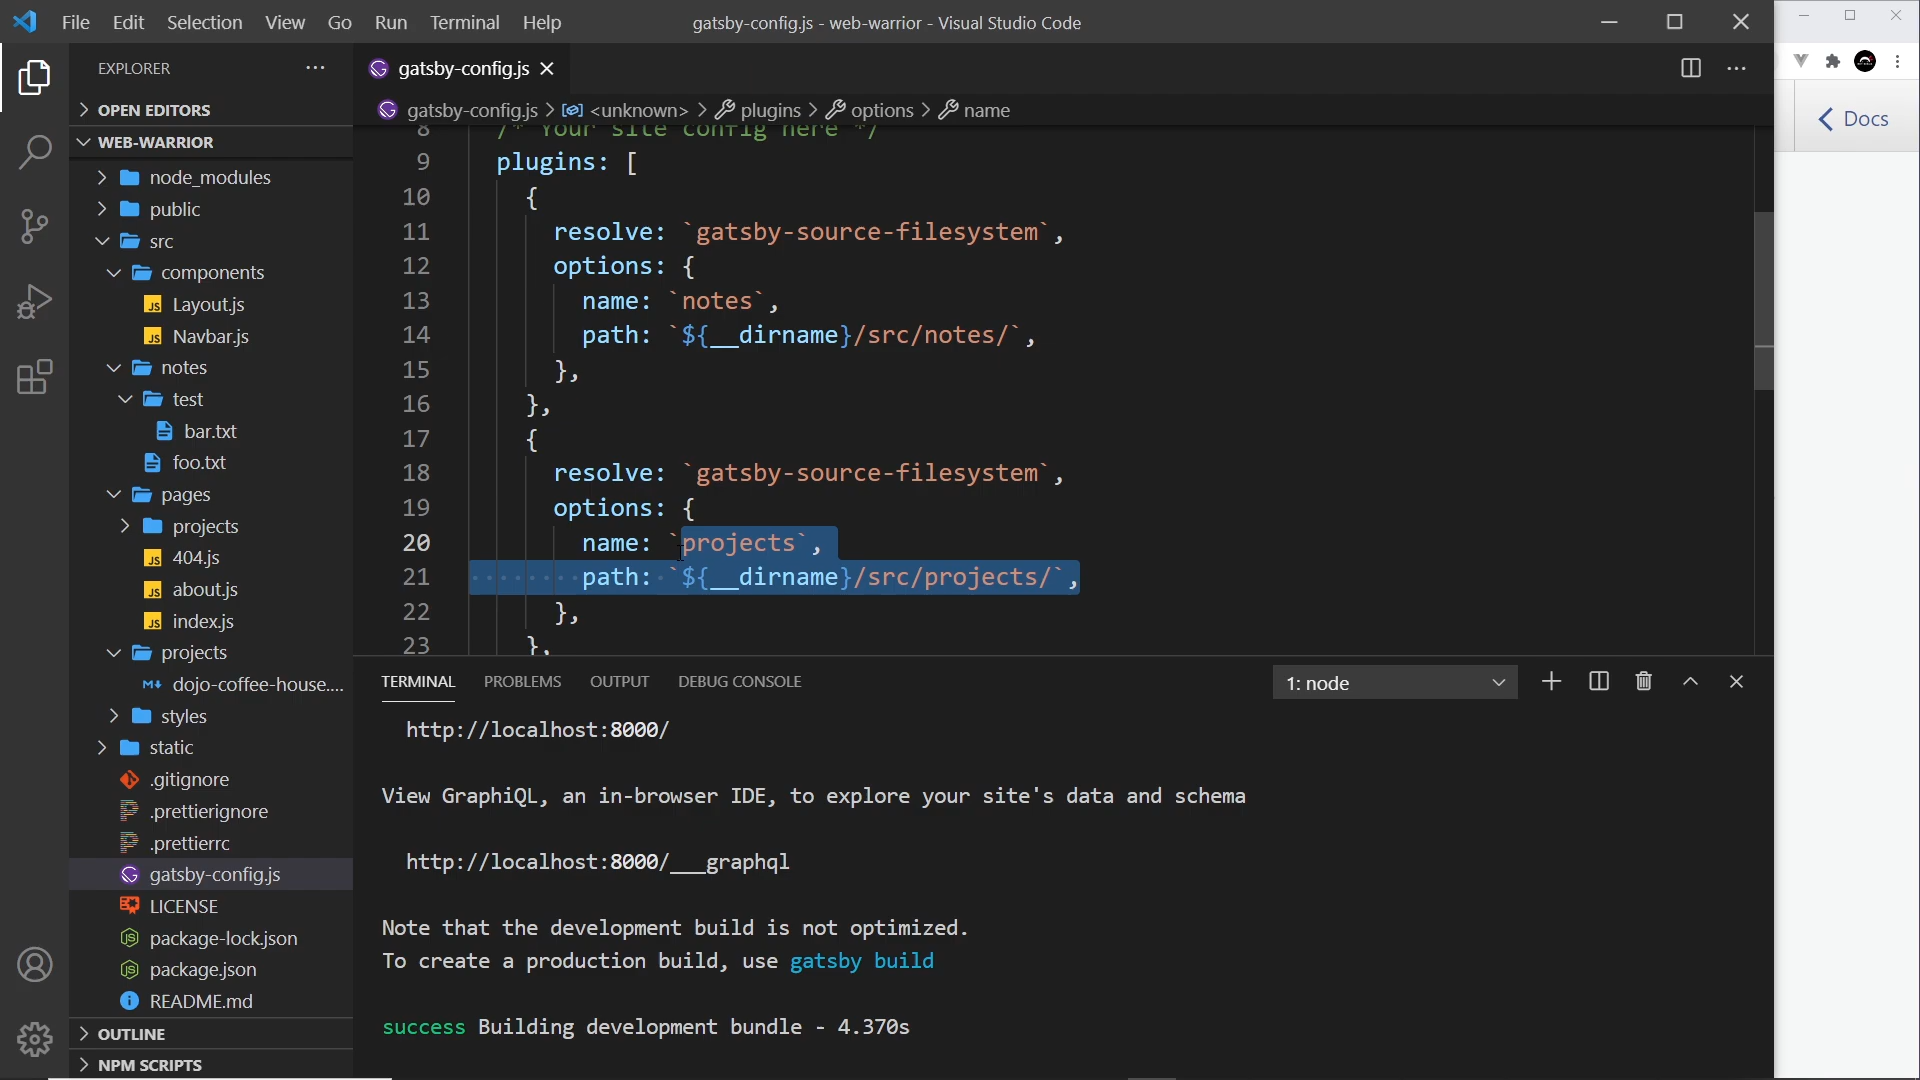 File Edit Selection View Go Run Terminal Help
gatsby-config.js - web-warrior - Visual Studio Code
EXPLORER
OPEN EDITORS
WEB-WARRIOR
node_modules
public
src
components
Layout.js
Navbar.js
notes
test
bar.txt
foo.txt
pages
projects
404.js
about.js
index.js
projects
dojo-coffee-house....
styles
static
.gitignore
.prettierignore
.prettierrc
gatsby-config.js
LICENSE
package-lock.json
package.json
README.md
OUTLINE
NPM SCRIPTS
gatsby-config.js
gatsby-config.js > <unknown> > plugins > options > name
8 /* Your site config here */
9 plugins: [
10 {
11 resolve: `gatsby-source-filesystem`,
12 options: {
13 name: `notes`,
14 path: `${__dirname}/src/notes/`,
15 },
16 },
17 {
18 resolve: `gatsby-source-filesystem`,
19 options: {
20 name: `projects`,
21 path: `${__dirname}/src/projects/`,
22 },
23 },
TERMINAL PROBLEMS OUTPUT DEBUG CONSOLE
1: node
http://localhost:8000/
View GraphiQL, an in-browser IDE, to explore your site's data and schema
http://localhost:8000/___graphql
Note that the development build is not optimized.
To create a production build, use gatsby build
success Building development bundle - 4.370s
Docs